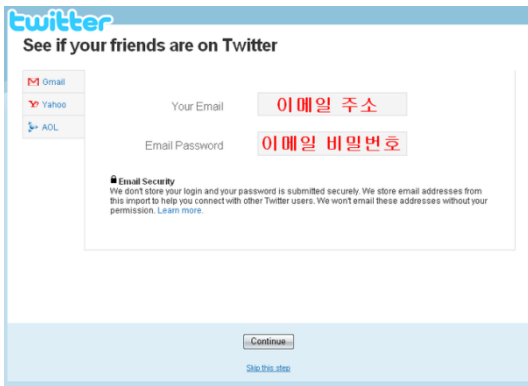 twitter
See if your friends are on Twitter
Gmail
Yahoo
AOL
Your Email 이메일 주소
Email Password 이메일 비밀번호
Email Security
We don't store your login and your password is submitted securely. We store email addresses from
this import to help you connect with other Twitter users. We won't email these addresses without your
permission. Learn more.
Continue
Skip this step